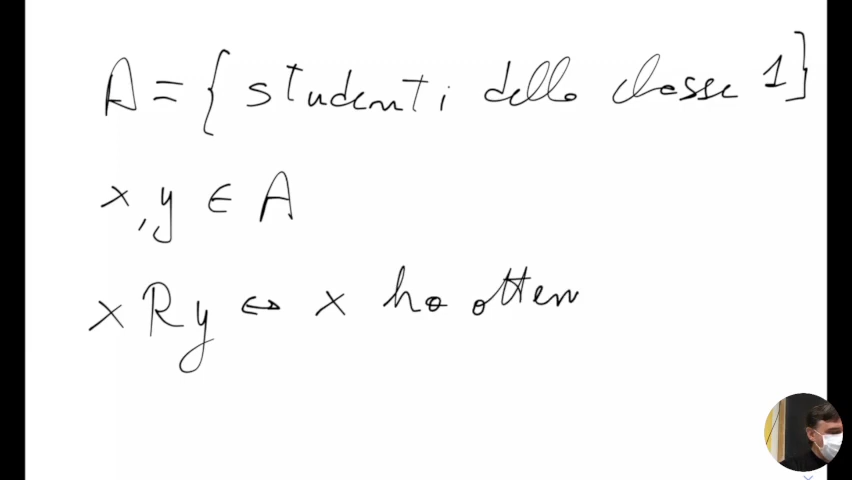 A = { studenti della classe 1}
x, y ∈ A
x R y ⇔ x ha otten